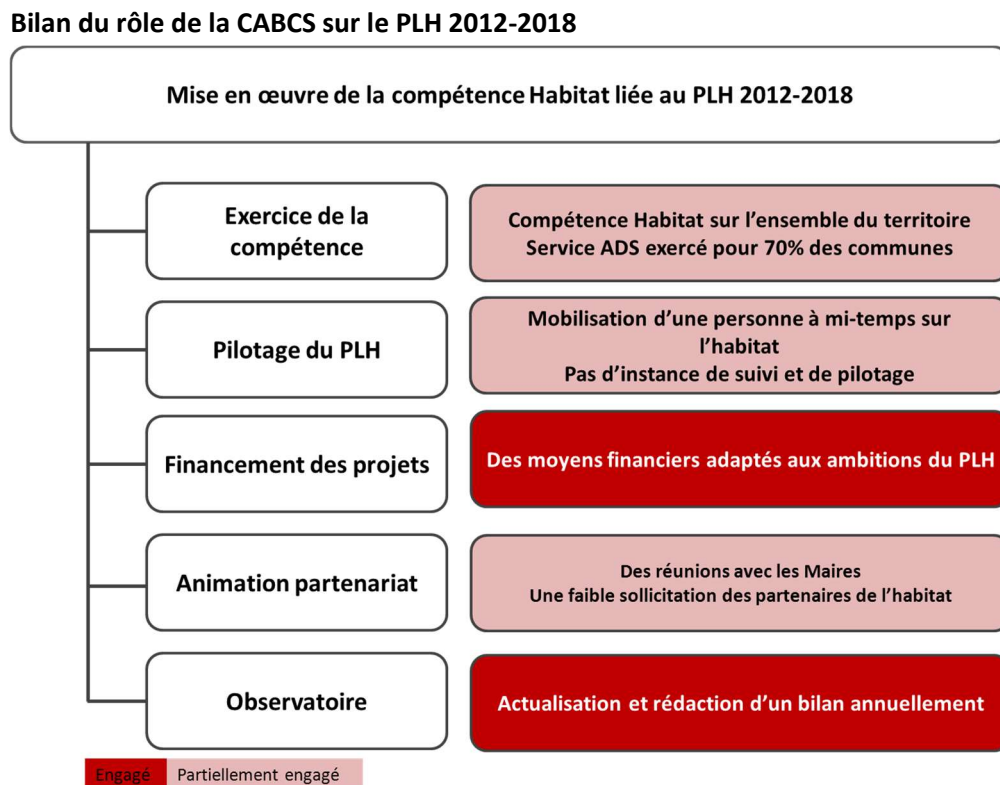 Bilan du rôle de la CABCS sur le PLH 2012-2018
Mise en œuvre de la compétence Habitat liée au PLH 2012-2018
Exercice de la
compétence
Compétence Habitat sur l'ensemble du territoire
Service ADS exercé pour 70% des communes
Pilotage du PLH
Mobilisation d'une personne à mi-temps sur
l'habitat
Pas d'instance de suivi et de pilotage
Financement des projets
Des moyens financiers adaptés aux ambitions du PLH
Animation partenariat
Des réunions avec les Maires
Une faible sollicitation des partenaires de l'habitat
Observatoire
Actualisation et rédaction d'un bilan annuellement
Engagé Partiellement engagé